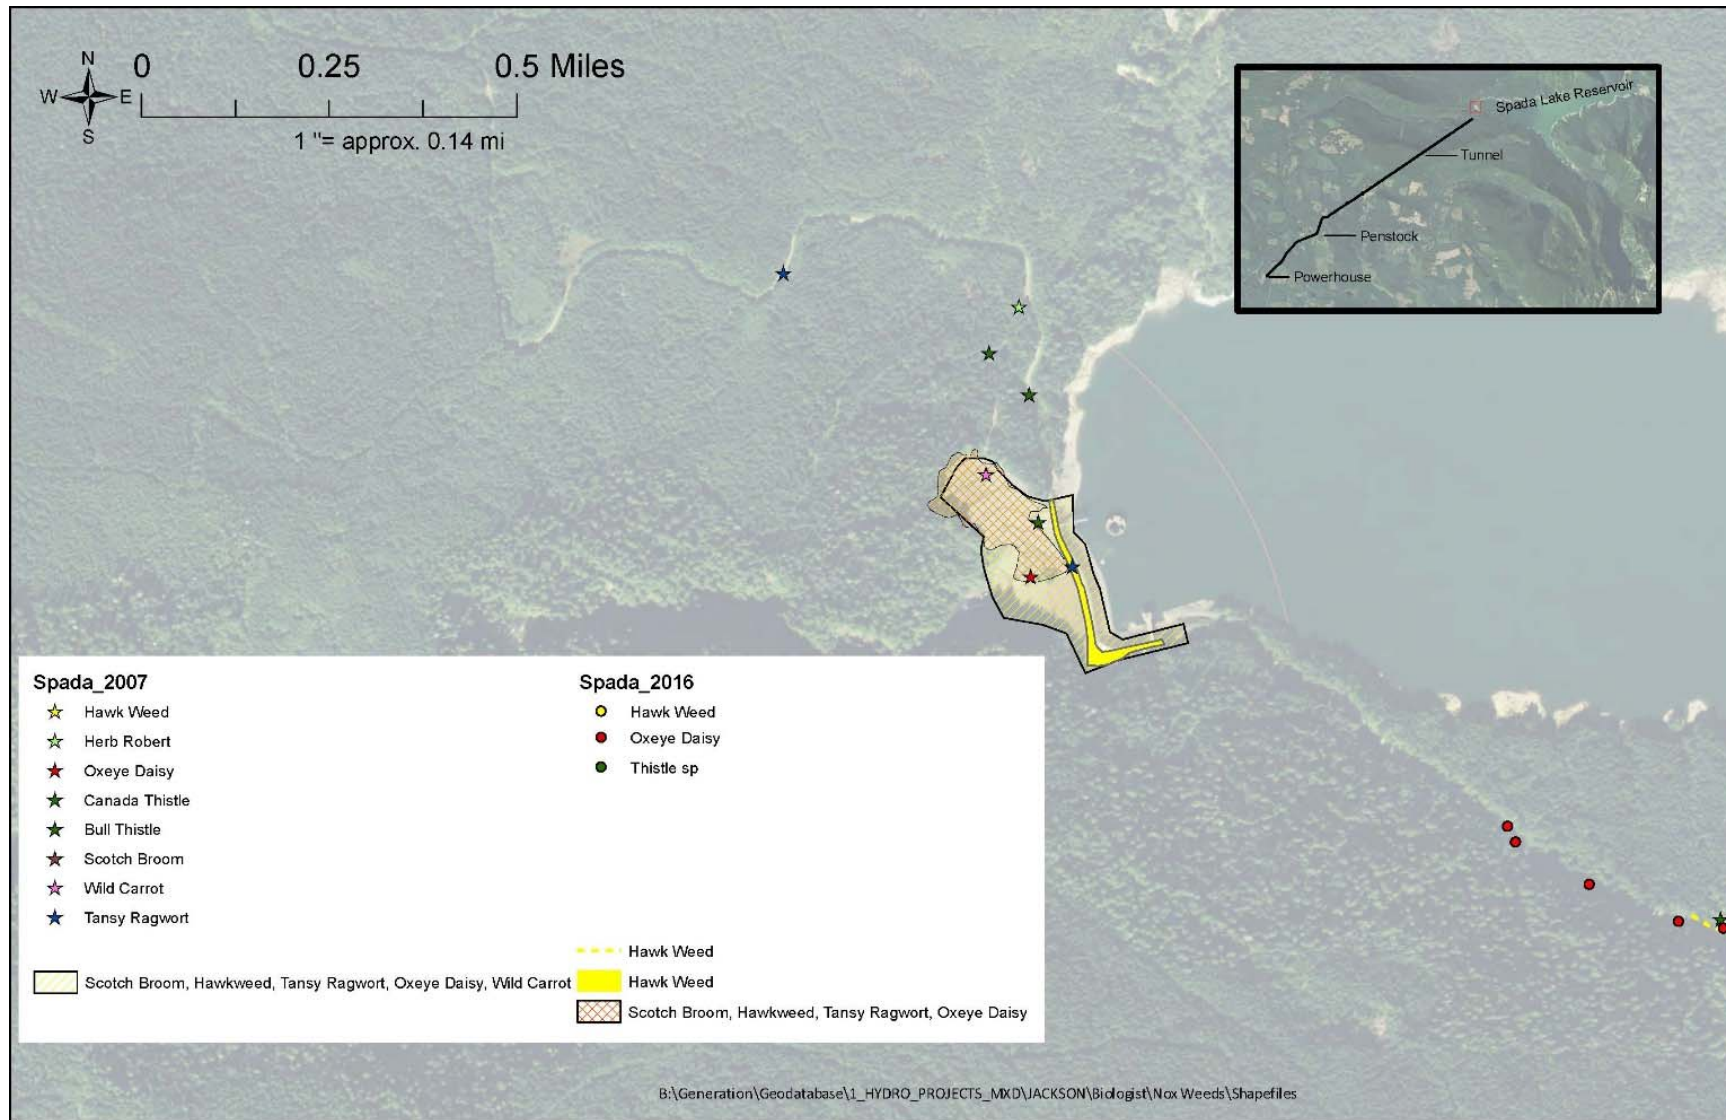 N
W E
S
0 0.25 0.5 Miles
1 "= approx. 0.14 mi
Spada Lake Reservoir
Tunnel
Penstock
Powerhouse
Spada_2007
Hawk Weed
Herb Robert
Oxeye Daisy
Canada Thistle
Bull Thistle
Scotch Broom
Wild Carrot
Tansy Ragwort
Scotch Broom, Hawkweed, Tansy Ragwort, Oxeye Daisy, Wild Carrot
Spada_2016
Hawk Weed
Oxeye Daisy
Thistle sp
Hawk Weed
Hawk Weed
Scotch Broom, Hawkweed, Tansy Ragwort, Oxeye Daisy
B:\Generation\Geodatabase\1_HYDRO_PROJECTS_MXD\JACKSON\Biologist\Nox Weeds\Shapefiles